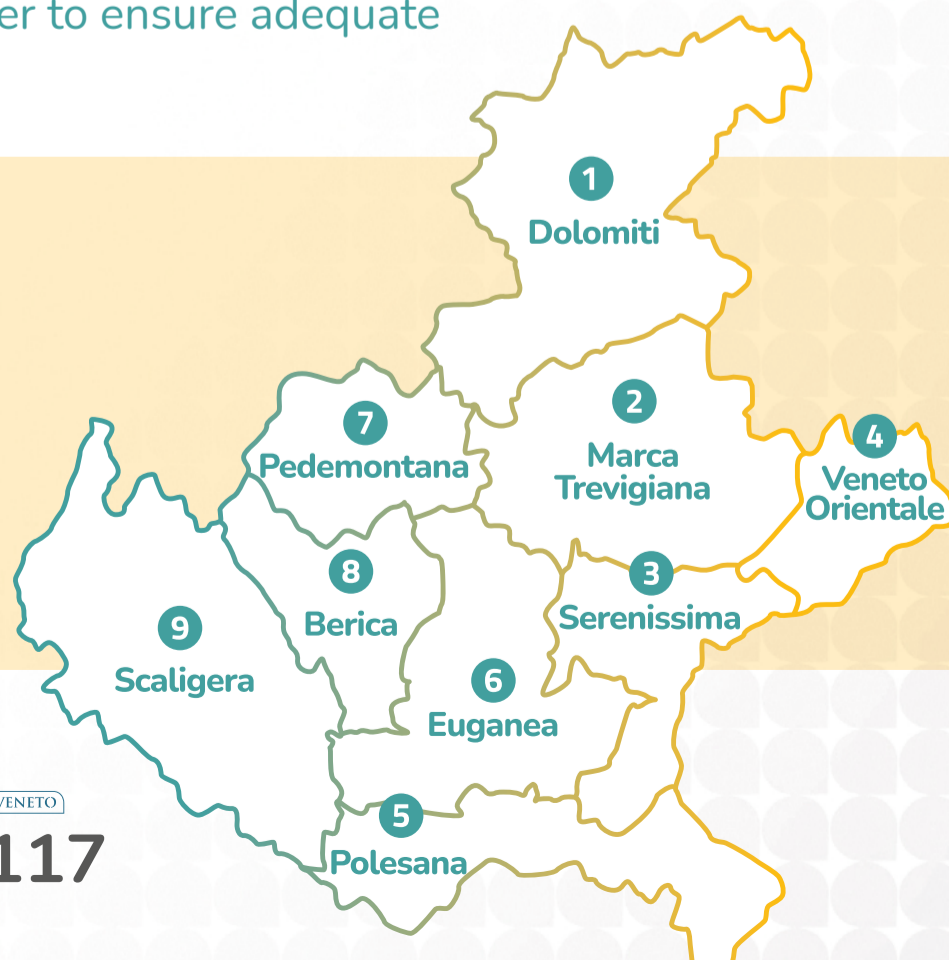 er to ensure adequate
1
Dolomiti
2
Marca
Trevigiana
7
Pedemontana
4
Veneto
Orientale
8
Berica
3
Serenissima
9
Scaligera
6
Euganea
VENETO
117
5
Polesana